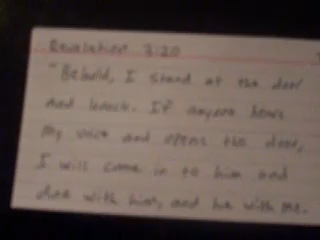 Revelation 3:20
"Behold, I stand at the door
and knock. If anyone hears
my voice and opens the door,
I will come in to him and
dine with him, and he with me.